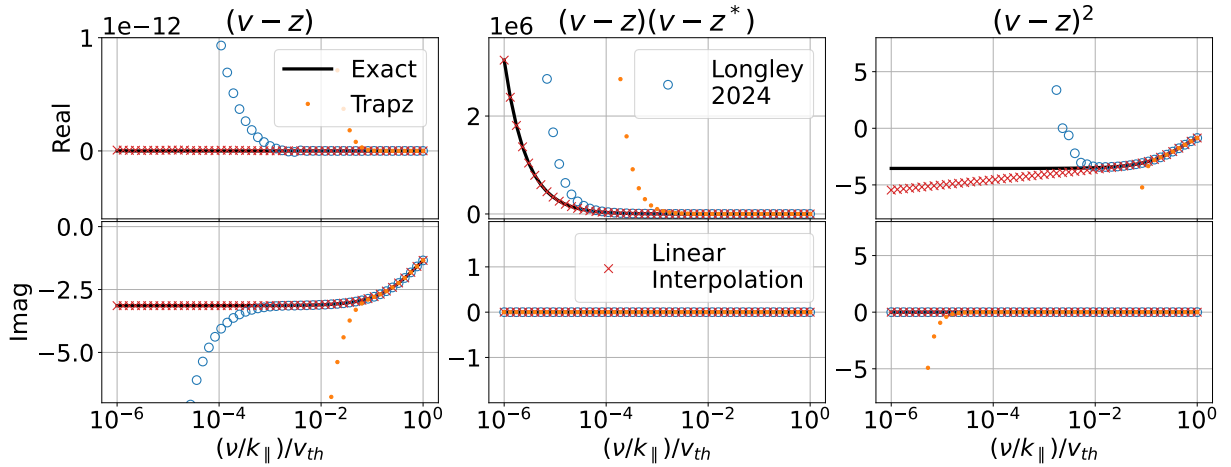 (v − z)
(v − z)(v − z*)
(v − z)²
1e−12
1e6
Real
1
0
Exact
Trapz
2
0
Longley
2024
5
0
−5
Imag
0.0
−2.5
−5.0
1
0
−1
Linear
Interpolation
5
0
−5
10⁻⁶
10⁻⁴
10⁻²
10⁰
10⁻⁶
10⁻⁴
10⁻²
10⁰
10⁻⁶
10⁻⁴
10⁻²
10⁰
(ν/k∥)/vth
(ν/k∥)/vth
(ν/k∥)/vth